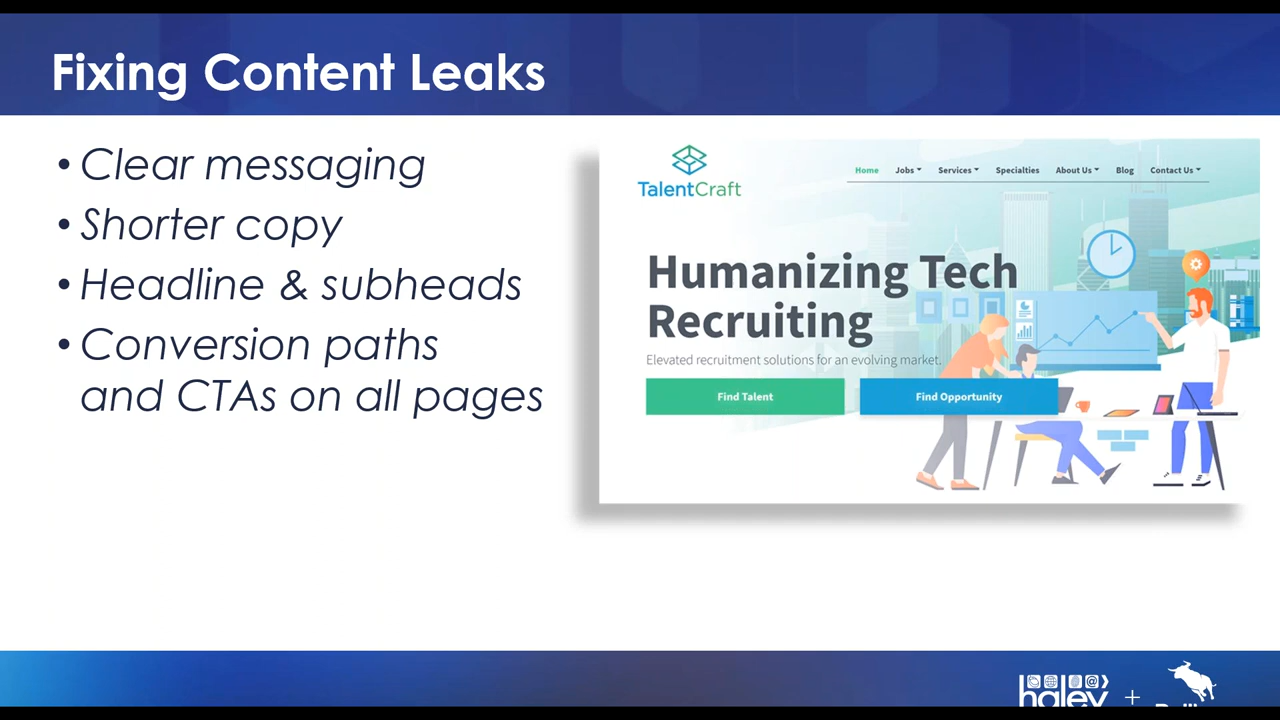 Fixing Content Leaks
• Clear messaging
• Shorter copy
• Headline & subheads
• Conversion paths
and CTAs on all pages
TalentCraft
Home Jobs Services Specialties About Us Blog Contact Us
Humanizing Tech
Recruiting
Elevated recruitment solutions for an evolving market.
Find Talent Find Opportunity
haley +